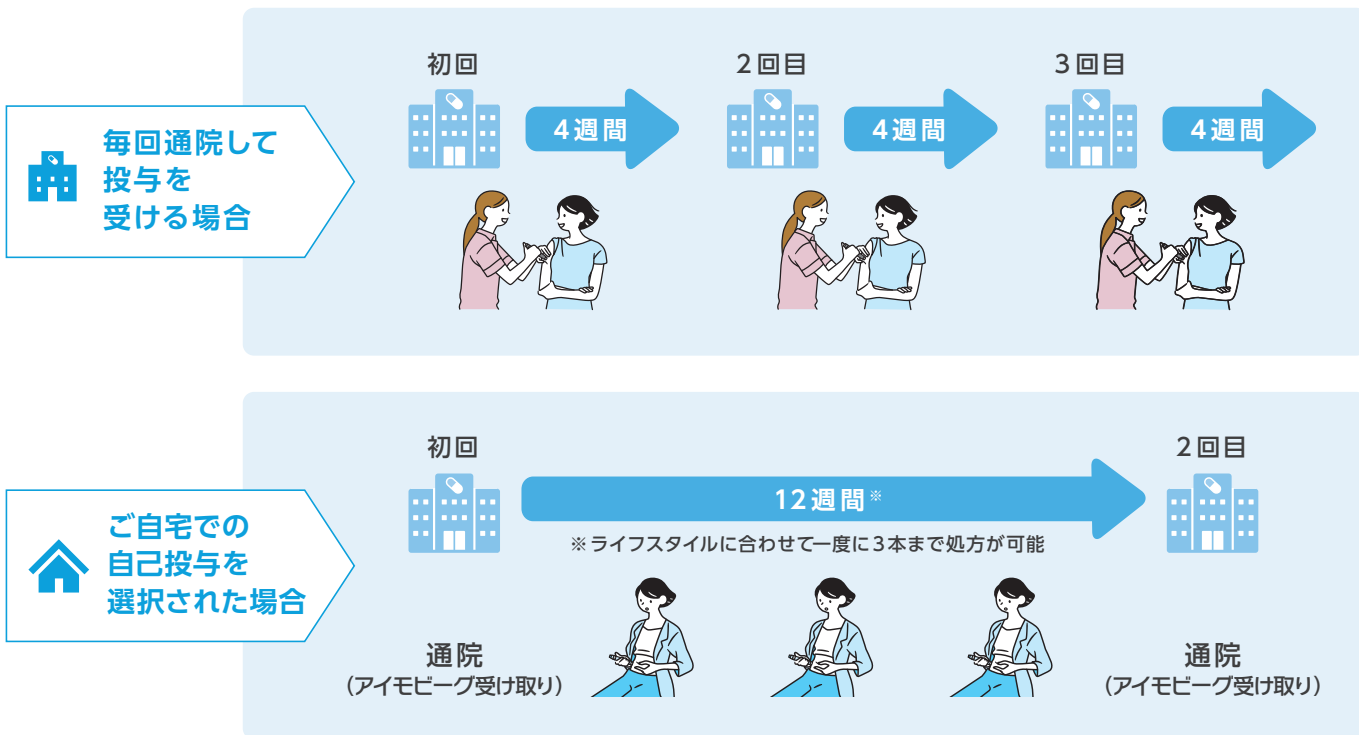 毎回通院して
投与を
受ける場合
初回
2回目
3回目
4週間
4週間
4週間
ご自宅での
自己投与を
選択された場合
初回
2回目
12週間※
※ライフスタイルに合わせて一度に3本まで処方が可能
通院
(アイモビーグ受け取り)
通院
(アイモビーグ受け取り)